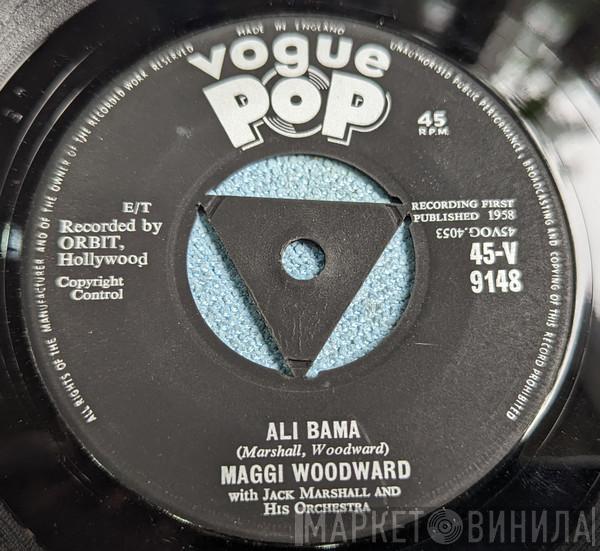 MADE IN ENGLAND
ALL RIGHTS OF THE MANUFACTURER AND OF THE OWNER OF THE RECORDED WORK RESERVED
UNAUTHORISED PUBLIC PERFORMANCE, BROADCASTING AND COPYING OF THIS RECORD PROHIBITED
vogue
POP
45
R.P.M.
E/T
Recorded by
ORBIT,
Hollywood
Copyright
Control
RECORDING FIRST
PUBLISHED 1958
45VOG.4053
45-V
9148
ALI BAMA
(Marshall, Woodward)
MAGGI WOODWARD
with JACK MARSHALL AND
HIS ORCHESTRA
МАРКЕТ ВИНИЛА